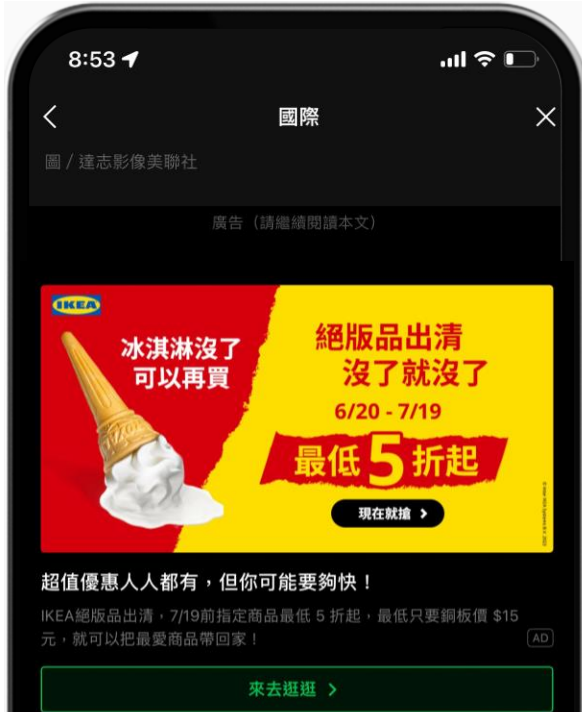 8:53
國際
圖 / 達志影像美聯社
廣告（請繼續閱讀本文）
IKEA
冰淇淋沒了
可以再買
絕版品出清
沒了就沒了
6/20 - 7/19
最低5折起
現在就搶 >
超值優惠人人都有，但你可能要夠快！
IKEA絕版品出清，7/19前指定商品最低 5 折起，最低只要銅板價 $15
元，就可以把最愛商品帶回家！
AD
來去逛逛 >